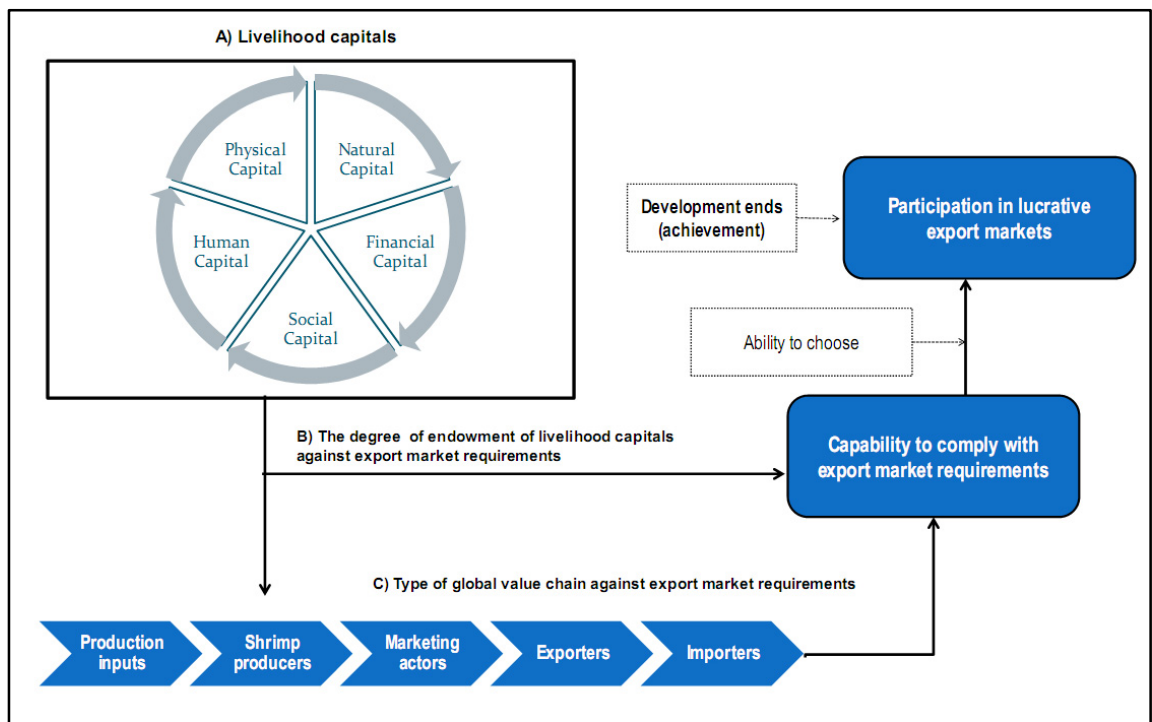 A) Livelihood capitals
Physical
Capital
Natural
Capital
Human
Capital
Financial
Capital
Social
Capital
Development ends
(achievement)
Participation in lucrative
export markets
Ability to choose
B) The degree of endowment of livelihood capitals
against export market requirements
Capability to comply with
export market requirements
C) Type of global value chain against export market requirements
Production
inputs
Shrimp
producers
Marketing
actors
Exporters
Importers